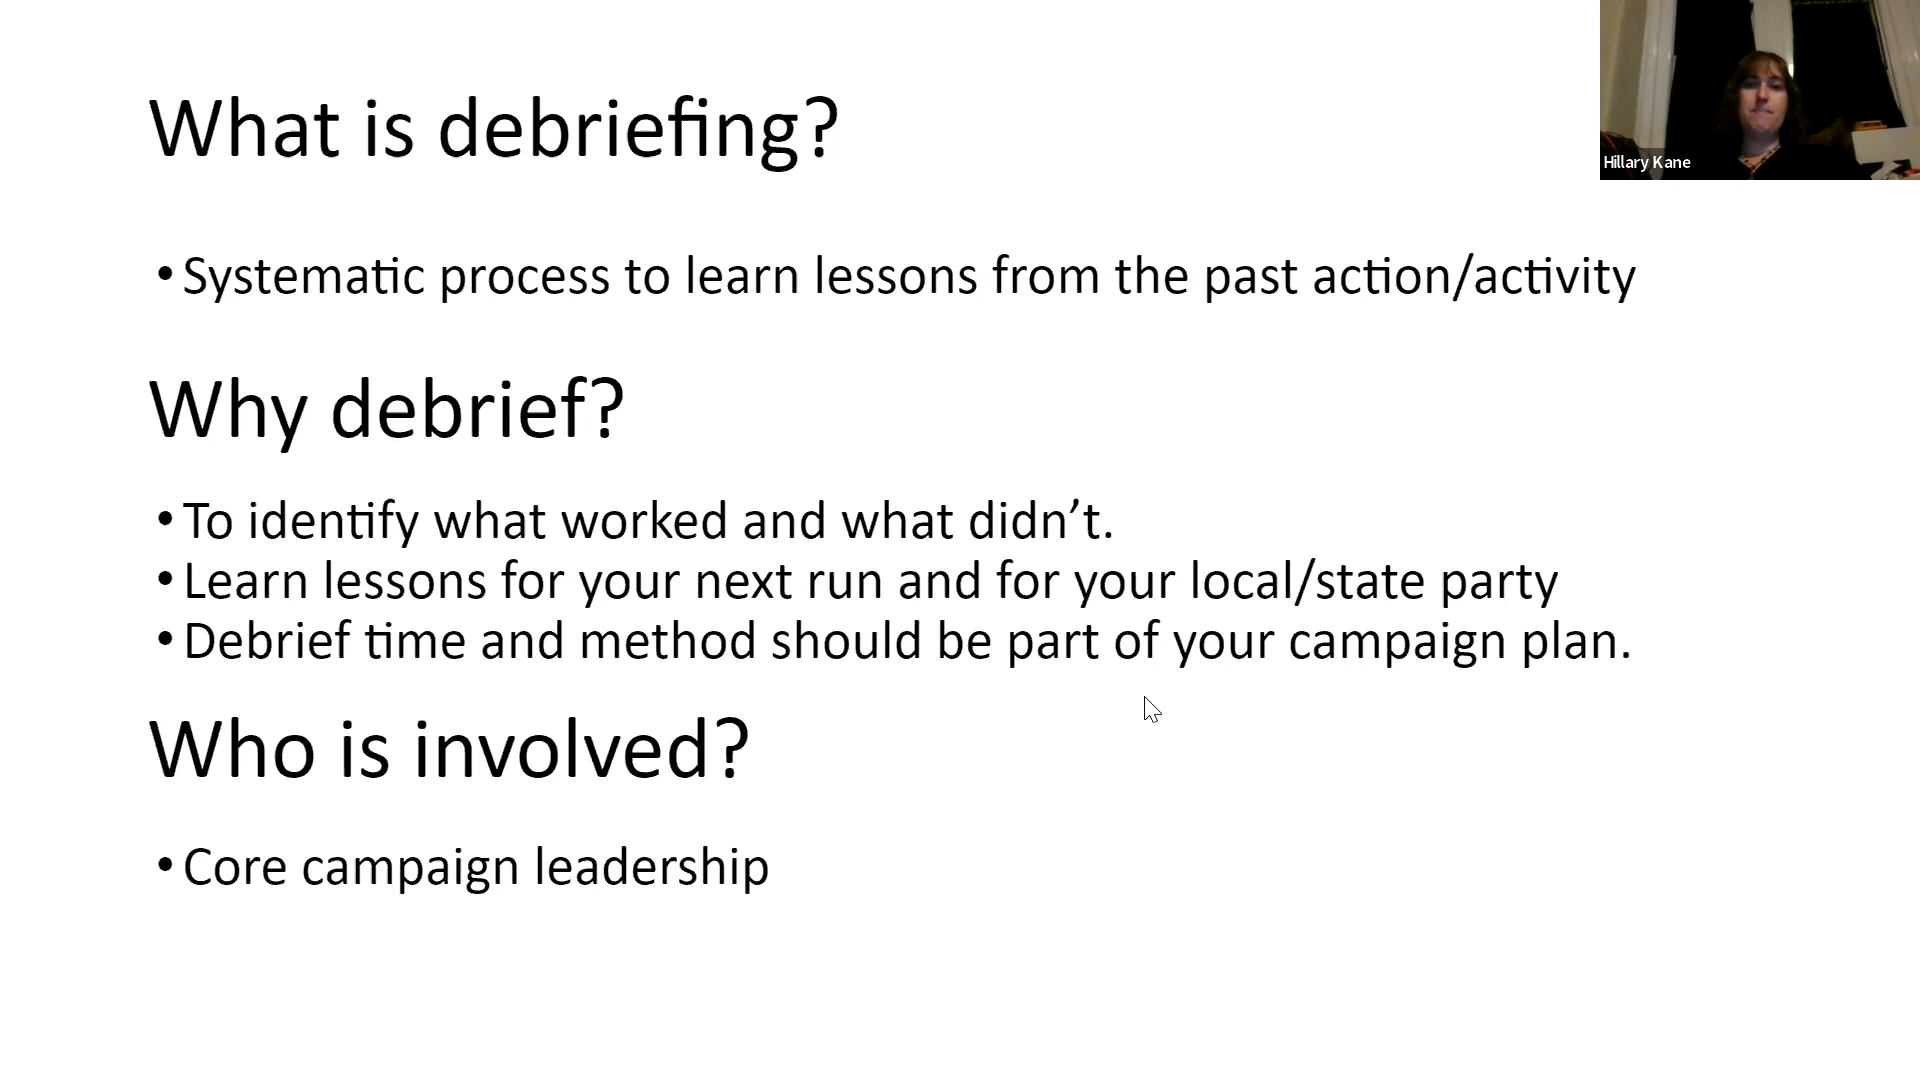 What is debriefing?
Hillary Kane
• Systematic process to learn lessons from the past action/activity
Why debrief?
• To identify what worked and what didn’t.
• Learn lessons for your next run and for your local/state party
• Debrief time and method should be part of your campaign plan.
Who is involved?
• Core campaign leadership